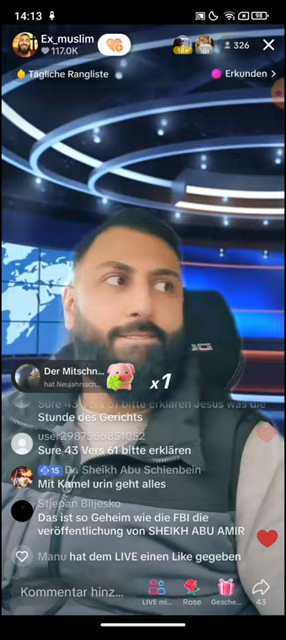 14:13
98
Ex_muslim
117.0K
326
Tägliche Rangliste
Erkunden >
Der Mitschn...
hat Neujahrssch...
x1
Sure 43 Vers 61 bitte erklären Jesus was die
Stunde des Gerichts
user2987566851052
Sure 43 Vers 61 bitte erklären
15 Dr. Sheikh Abu Schienbein
Mit Kamel urin geht alles
Stjepan Biljesko
Das ist so Geheim wie die FBI die
veröffentlichung von SHEIKH ABU AMIR
Manu hat dem LIVE einen Like gegeben
Kommentar hinz...
LIVE mi...
Rose
Gesche...
43